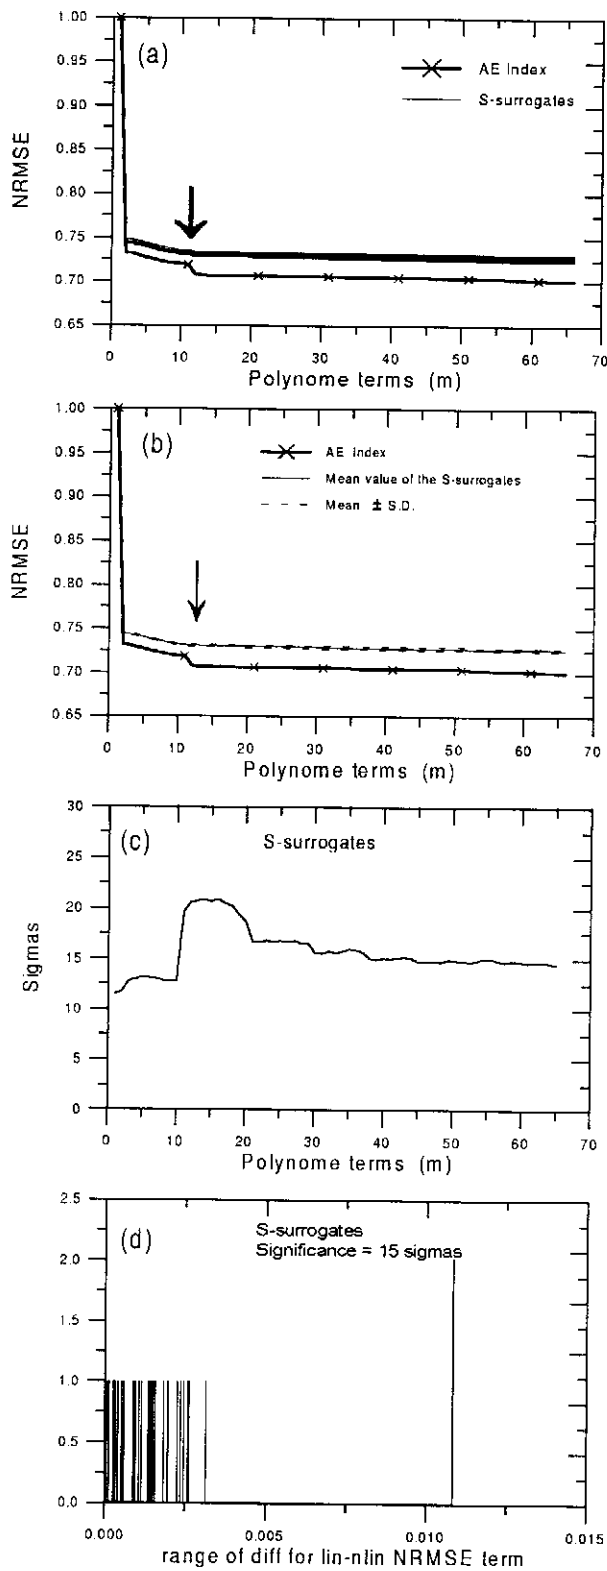 1.00
(a)
AE Index
S-surrogates
0.95
0.90
0.85
0.80
0.75
0.70
0.65
NRMSE
0 10 20 30 40 50 60 70
Polynome terms (m)
1.00
(b)
AE Index
Mean value of the S-surrogates
Mean ± S.D.
0.95
0.90
0.85
0.80
0.75
0.70
0.65
NRMSE
0 10 20 30 40 50 60 70
Polynome terms (m)
30
(c)
S-surrogates
25
20
15
10
5
0
Sigmas
0 10 20 30 40 50 60 70
Polynome terms (m)
2.5
(d)
S-surrogates
Significance = 15 sigmas
2.0
1.5
1.0
0.5
0.0
0.000 0.005 0.010 0.015
range of diff for lin-nlin NRMSE term